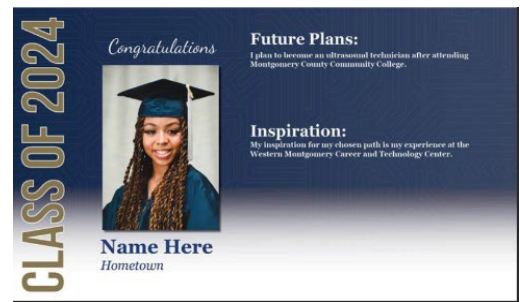 CLASS OF 2024
Congratulations
Name Here
Hometown
Future Plans:
I plan to become an ultrasound technician after attending
Montgomery County Community College.
Inspiration:
My inspiration for my chosen path is my experience at the
Western Montgomery Career and Technology Center.